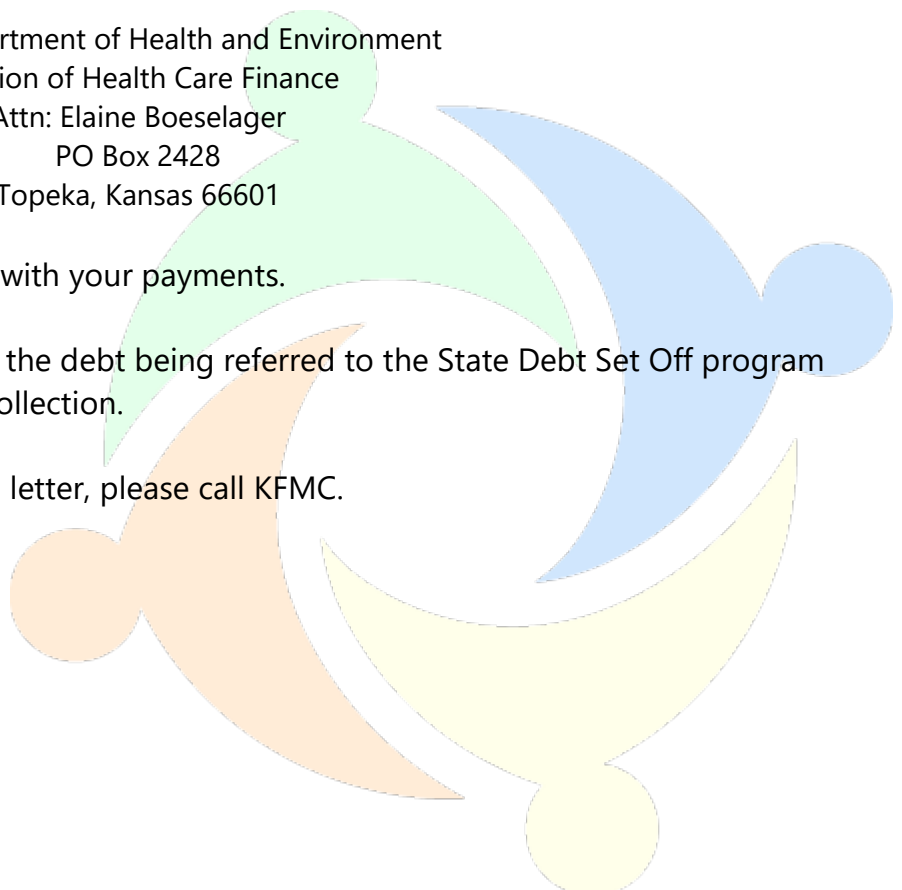 rtment of Health and Environment
ion of Health Care Finance
Attn: Elaine Boeselager
PO Box 2428
Topeka, Kansas 66601
with your payments.
the debt being referred to the State Debt Set Off program
ollection.
letter, please call KFMC.